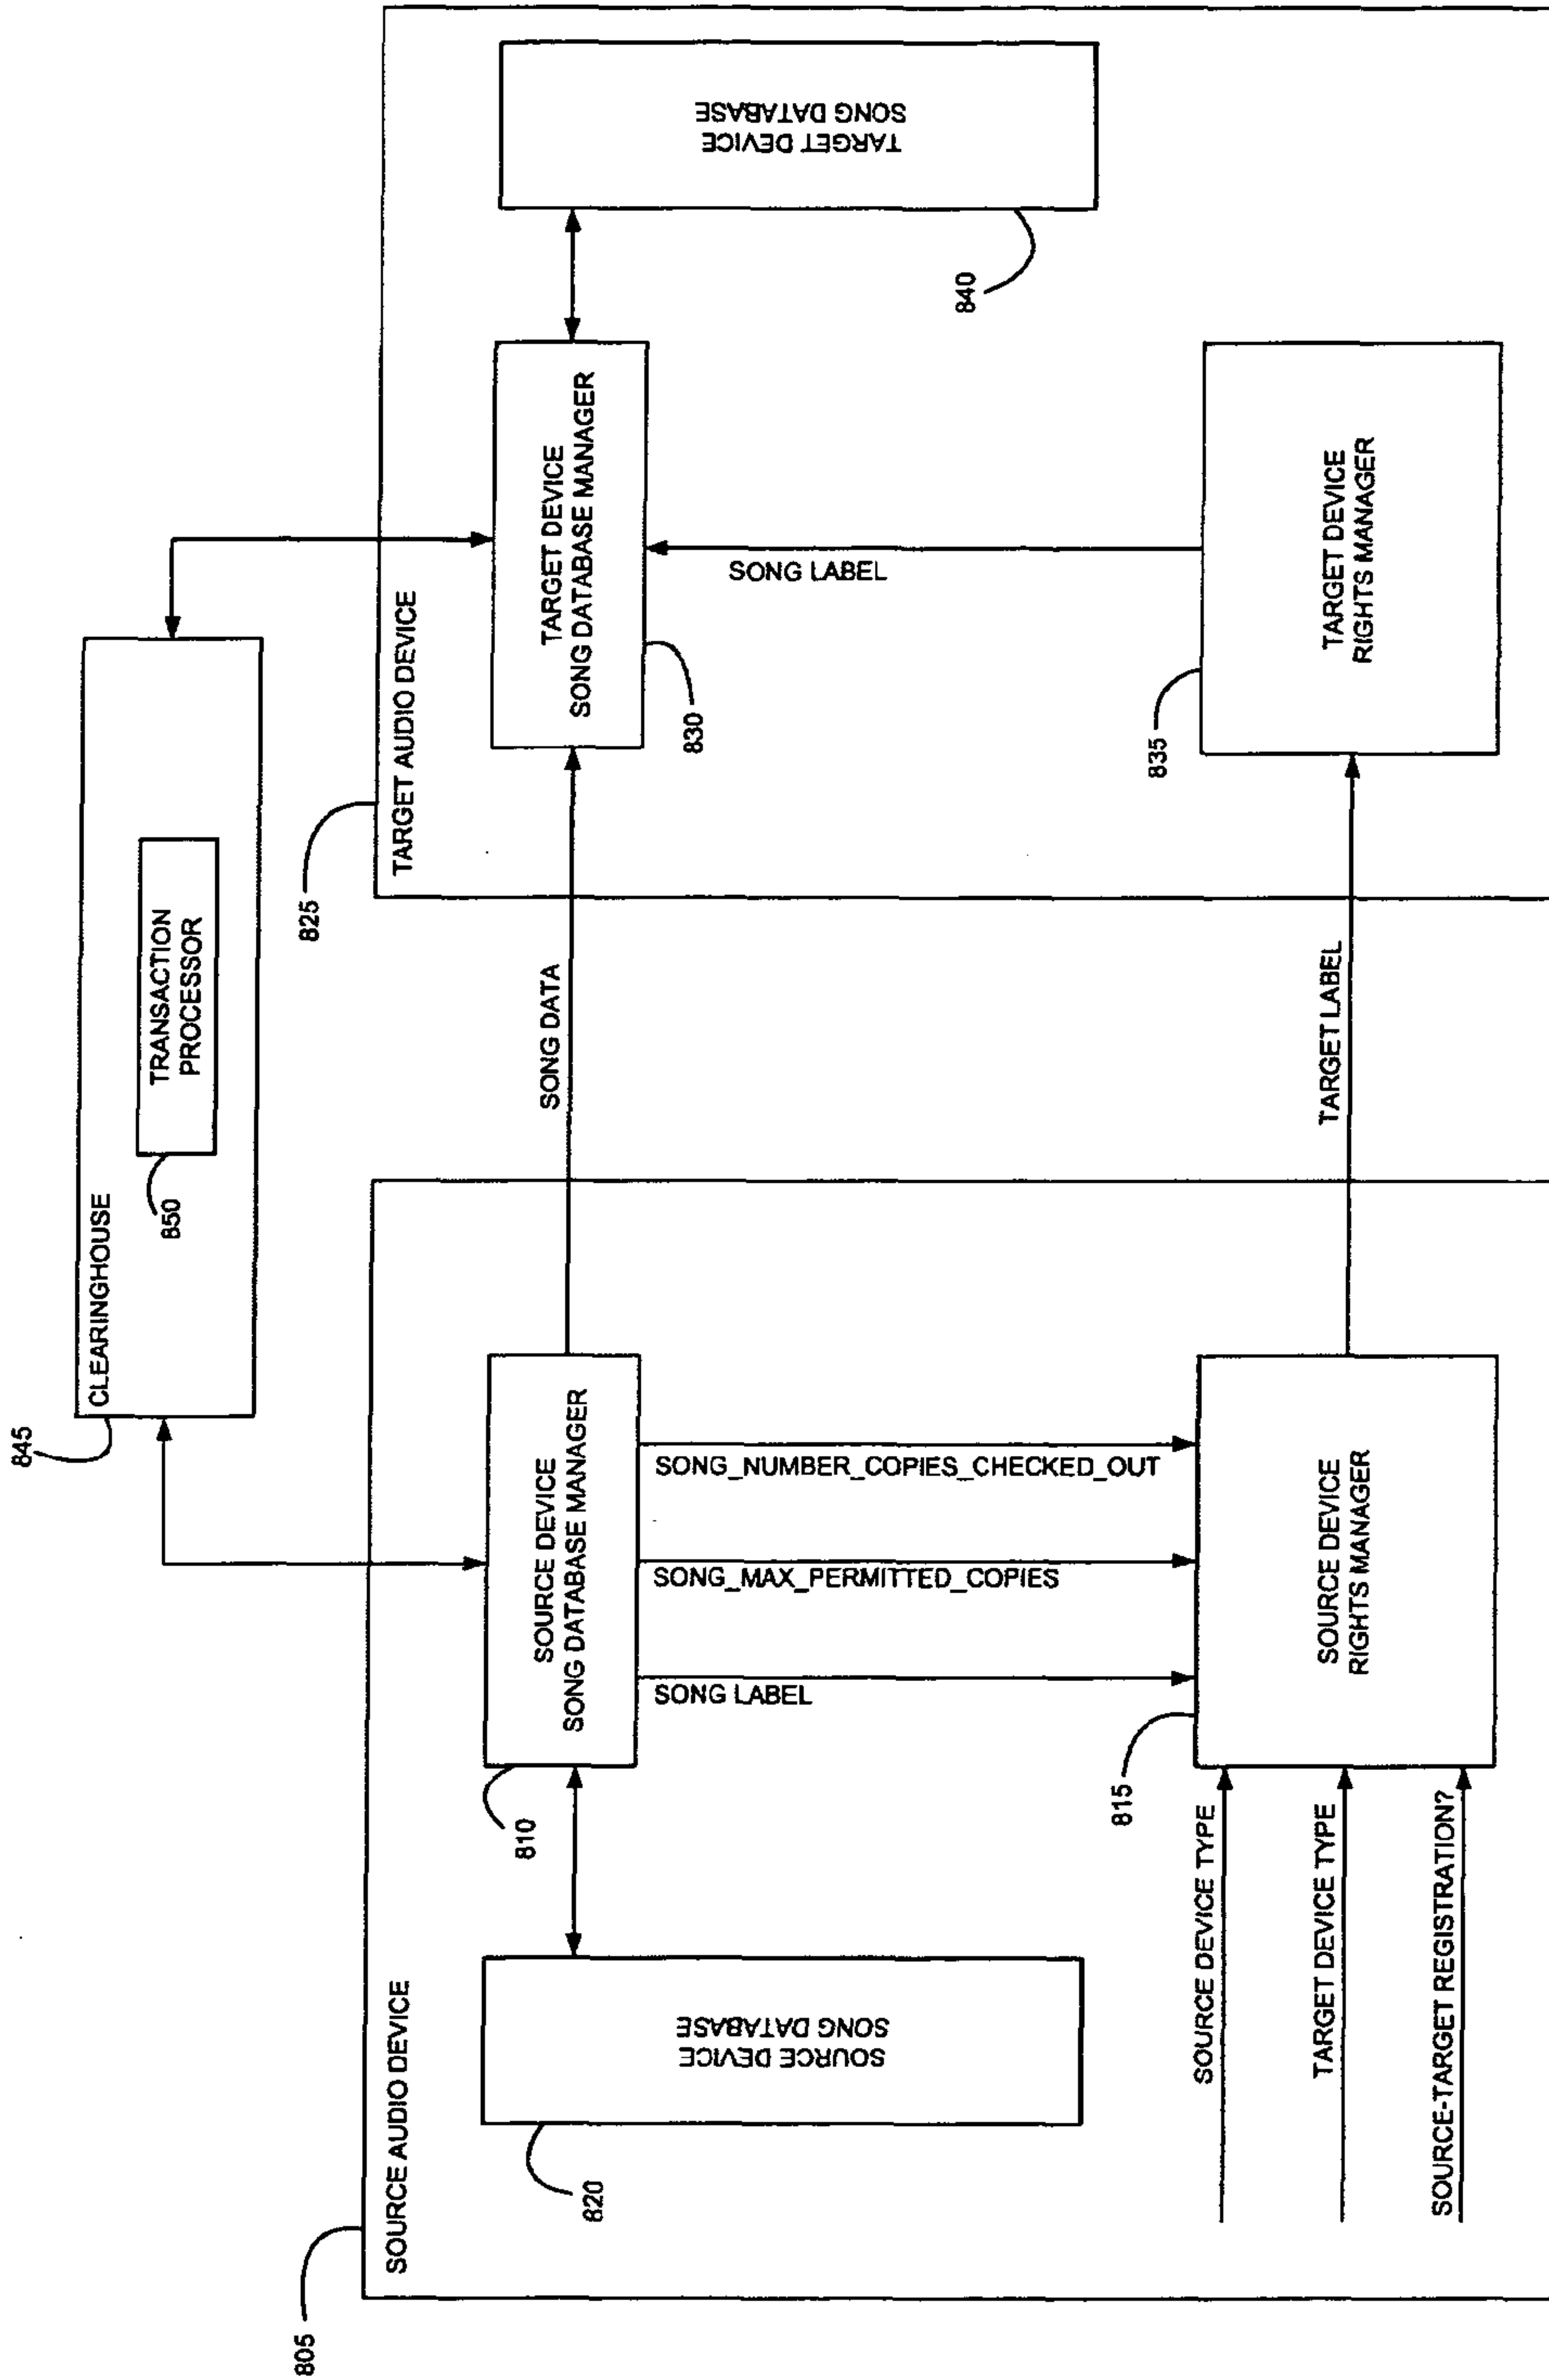 845
CLEARINGHOUSE
TRANSACTION
PROCESSOR
850
805
SOURCE AUDIO DEVICE
825
TARGET AUDIO DEVICE
SOURCE DEVICE
SONG DATABASE
820
SOURCE DEVICE
SONG DATABASE MANAGER
810
SONG DATA
TARGET DEVICE
SONG DATABASE MANAGER
830
TARGET DEVICE
SONG DATABASE
840
SONG LABEL
SONG_MAX_PERMITTED_COPIES
SONG_NUMBER_COPIES_CHECKED_OUT
SONG LABEL
SOURCE DEVICE TYPE
TARGET DEVICE TYPE
SOURCE-TARGET REGISTRATION?
815
SOURCE DEVICE
RIGHTS MANAGER
TARGET LABEL
835
TARGET DEVICE
RIGHTS MANAGER